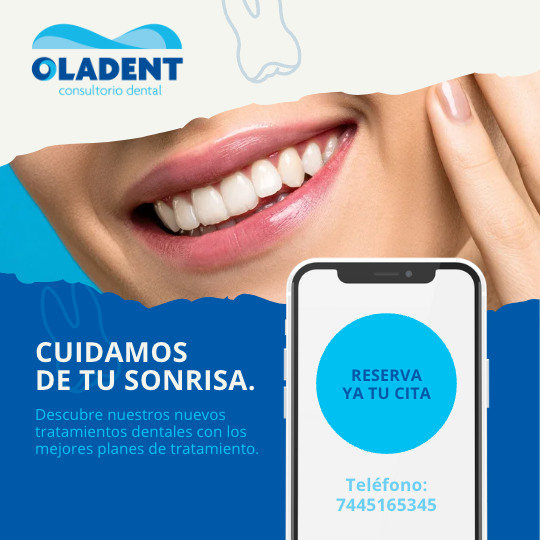 OLADENT
consultorio dental
CUIDAMOS
DE TU SONRISA.
Descubre nuestros nuevos
tratamientos dentales con los
mejores planes de tratamiento.
RESERVA
YA TU CITA
Teléfono:
7445165345